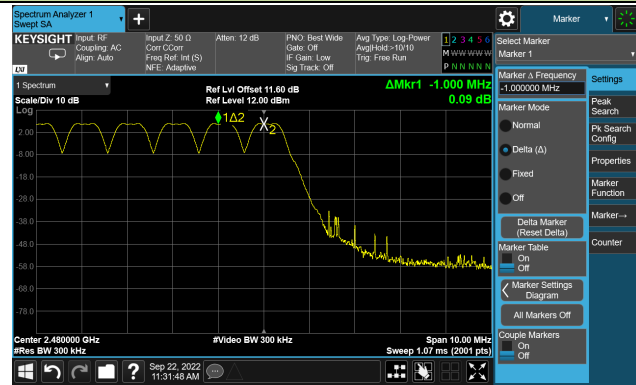 Spectrum Analyzer 1
Swept SA
Marker
KEYSIGHT
Input: RF
Coupling: AC
Align: Auto
Input Z: 50 Ω
Corr CCorr
Freq Ref: Int (S)
NFE: Adaptive
Atten: 12 dB
PNO: Best Wide
Gate: Off
IF Gain: Low
Sig Track: Off
Avg Type: Log-Power
Avg|Hold:>10/10
Trig: Free Run
1 2 3 4 5 6
M W W W W W
P N N N N N
LXI
Select Marker
Marker 1
1 Spectrum
Scale/Div 10 dB
Log
Ref Lvl Offset 11.60 dB
Ref Level 12.00 dBm
ΔMkr1 -1.000 MHz
0.09 dB
1Δ2
2
2.00
-8.00
-18.0
-28.0
-38.0
-48.0
-58.0
-68.0
-78.0
Center 2.480000 GHz
#Res BW 300 kHz
#Video BW 300 kHz
Span 10.00 MHz
Sweep 1.07 ms (2001 pts)
Marker Δ Frequency
-1.000000 MHz
Marker Mode
Normal
Delta (Δ)
Fixed
Off
Delta Marker
(Reset Delta)
Marker Table
On
Off
Marker Settings
Diagram
All Markers Off
Couple Markers
On
Off
Settings
Peak
Search
Pk Search
Config
Properties
Marker
Function
Marker→
Counter
Sep 22, 2022
11:31:48 AM